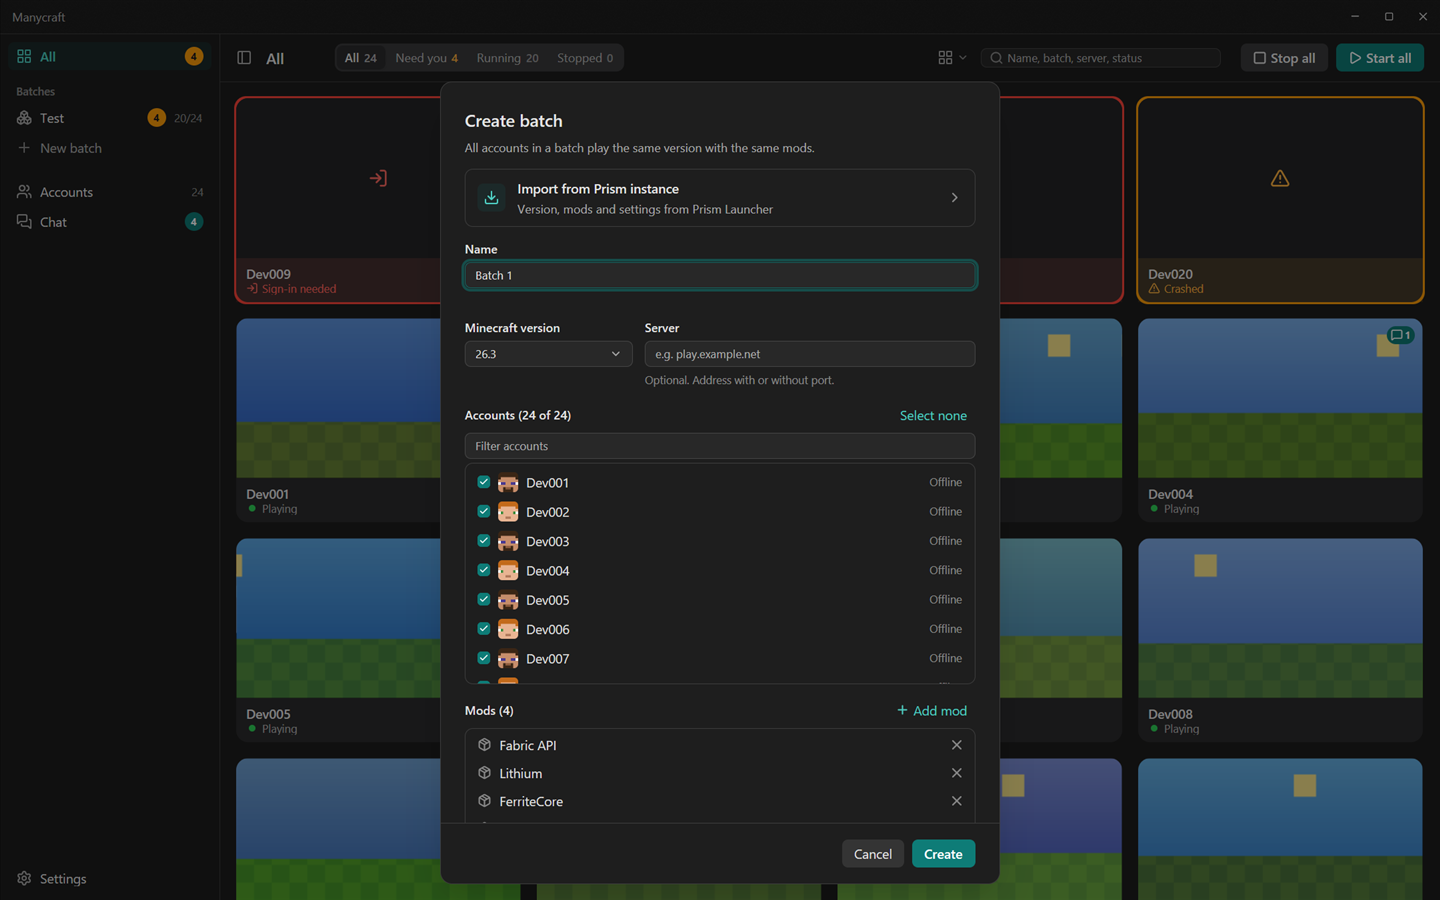 Manycraft
All
4
Batches
Test
4
20/24
New batch
Accounts
24
Chat
4
Settings
All
All 24
Need you 4
Running 20
Stopped 0
Name, batch, server, status
Stop all
Start all
Dev009
Sign-in needed
Dev020
Crashed
Dev001
Playing
1
Dev004
Playing
Dev005
Playing
Dev008
Playing
Create batch
All accounts in a batch play the same version with the same mods.
Import from Prism instance
Version, mods and settings from Prism Launcher
Name
Batch 1
Minecraft version
Server
26.3
e.g. play.example.net
Optional. Address with or without port.
Accounts (24 of 24)
Select none
Filter accounts
Dev001
Offline
Dev002
Offline
Dev003
Offline
Dev004
Offline
Dev005
Offline
Dev006
Offline
Dev007
Offline
Mods (4)
Add mod
Fabric API
Lithium
FerriteCore
Cancel
Create